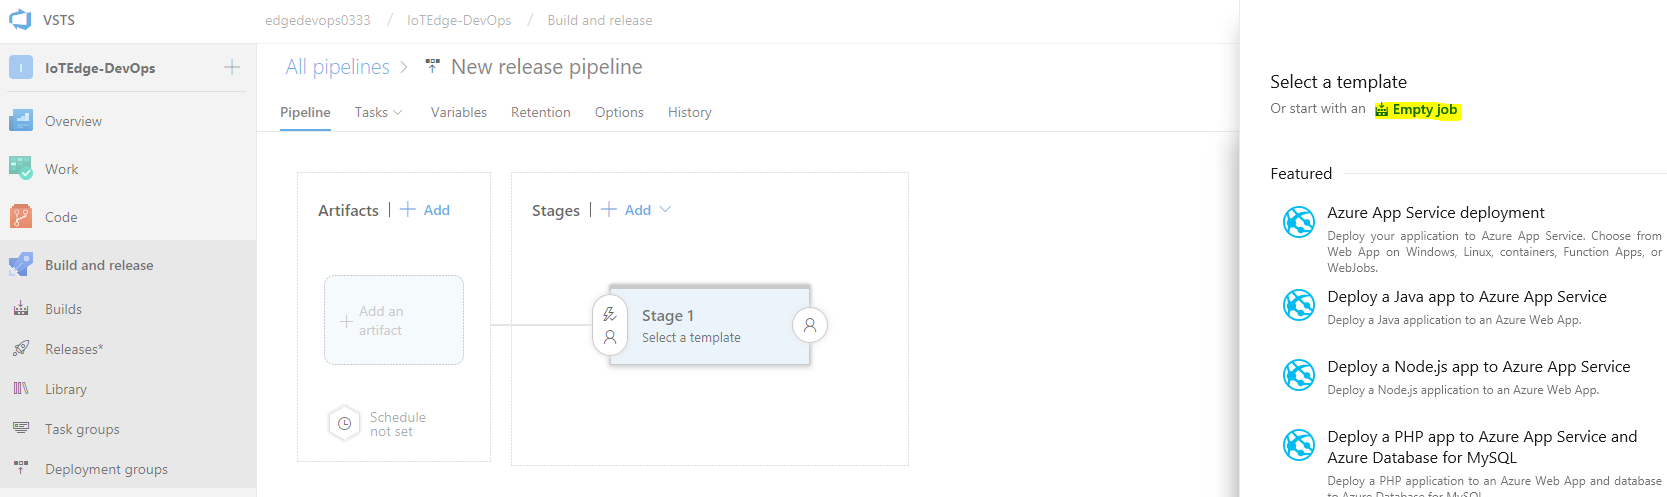 VSTS
edgedevops0333 / IoTEdge-DevOps / Build and release
I IoTEdge-DevOps
Overview
Work
Code
Build and release
Builds
Releases*
Library
Task groups
Deployment groups
All pipelines > New release pipeline
Pipeline Tasks Variables Retention Options History
Artifacts | + Add
Add an
artifact
Schedule
not set
Stages | + Add
Stage 1
Select a template
Select a template
Or start with an Empty job
Featured
Azure App Service deployment
Deploy your application to Azure App Service. Choose from
Web App on Windows, Linux, containers, Function Apps, or
WebJobs.
Deploy a Java app to Azure App Service
Deploy a Java application to an Azure Web App.
Deploy a Node.js app to Azure App Service
Deploy a Node.js application to an Azure Web App.
Deploy a PHP app to Azure App Service and
Azure Database for MySQL
Deploy a PHP application to an Azure Web App and database
to Azure Database for MySQL.